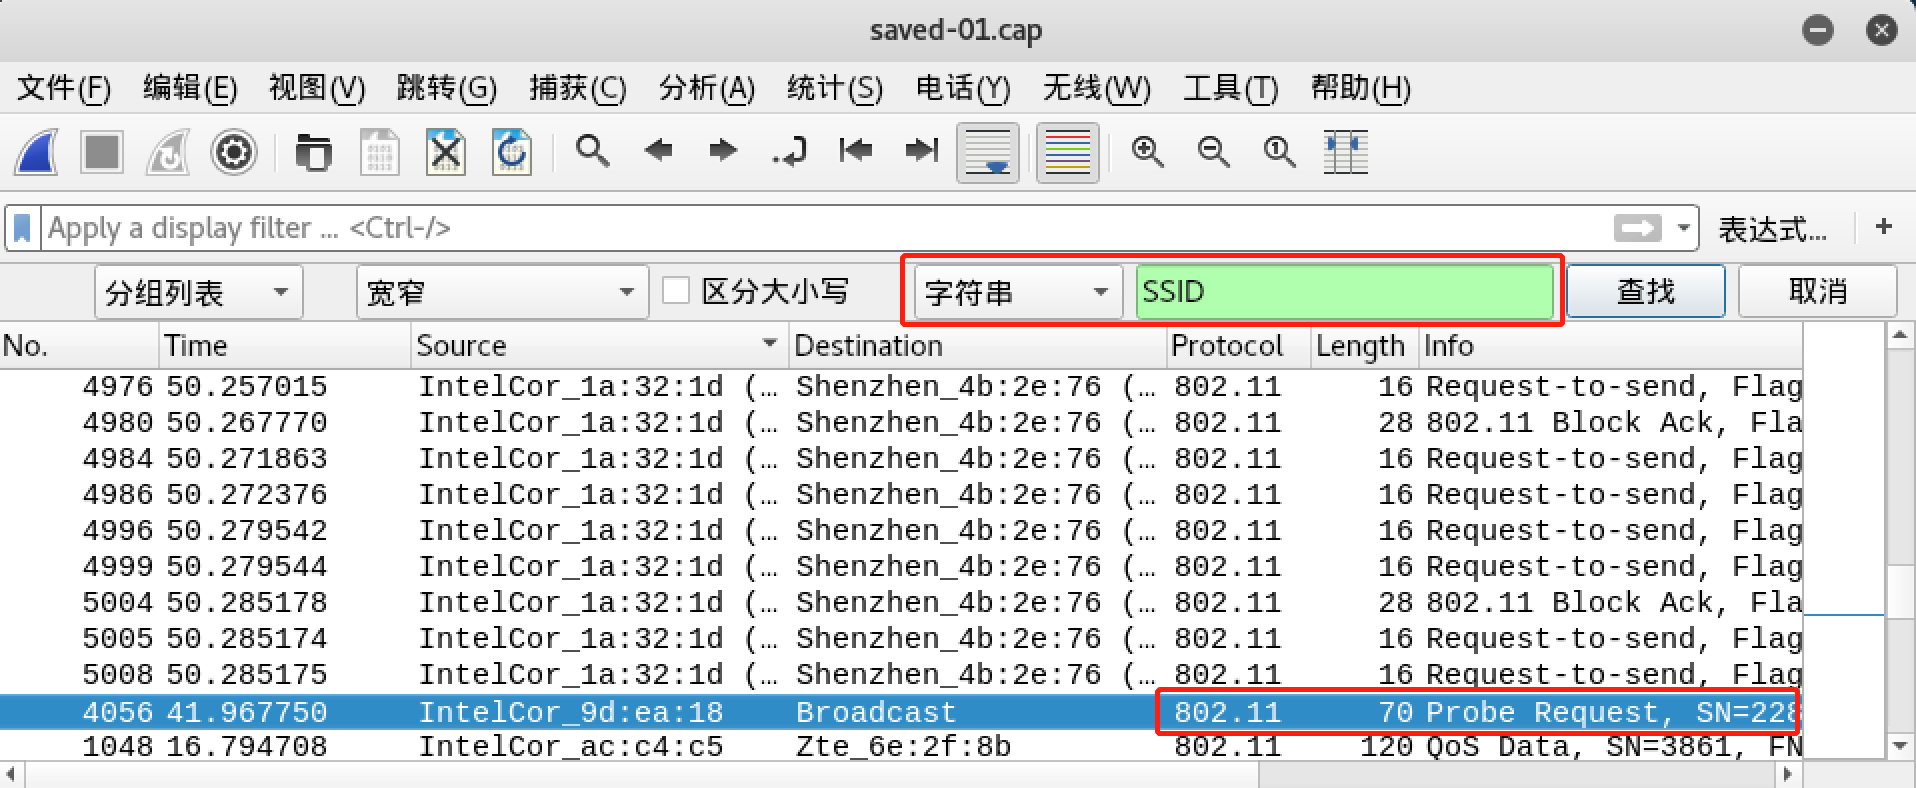 saved-01.cap
文件(F) 编辑(E) 视图(V) 跳转(G) 捕获(C) 分析(A) 统计(S) 电话(Y) 无线(W) 工具(T) 帮助(H)
Apply a display filter ... <Ctrl-/> 表达式... +
分组列表 宽窄 区分大小写 字符串 SSID 查找 取消
No. Time Source Destination Protocol Length Info
4976 50.257015 IntelCor_1a:32:1d (… Shenzhen_4b:2e:76 (… 802.11 16 Request-to-send, Flag
4980 50.267770 IntelCor_1a:32:1d (… Shenzhen_4b:2e:76 (… 802.11 28 802.11 Block Ack, Fla
4984 50.271863 IntelCor_1a:32:1d (… Shenzhen_4b:2e:76 (… 802.11 16 Request-to-send, Flag
4986 50.272376 IntelCor_1a:32:1d (… Shenzhen_4b:2e:76 (… 802.11 16 Request-to-send, Flag
4996 50.279542 IntelCor_1a:32:1d (… Shenzhen_4b:2e:76 (… 802.11 16 Request-to-send, Flag
4999 50.279544 IntelCor_1a:32:1d (… Shenzhen_4b:2e:76 (… 802.11 16 Request-to-send, Flag
5004 50.285178 IntelCor_1a:32:1d (… Shenzhen_4b:2e:76 (… 802.11 28 802.11 Block Ack, Fla
5005 50.285174 IntelCor_1a:32:1d (… Shenzhen_4b:2e:76 (… 802.11 16 Request-to-send, Flag
5008 50.285175 IntelCor_1a:32:1d (… Shenzhen_4b:2e:76 (… 802.11 16 Request-to-send, Flag
4056 41.967750 IntelCor_9d:ea:18 Broadcast 802.11 70 Probe Request, SN=228
1048 16.794708 IntelCor_ac:c4:c5 Zte_6e:2f:8b 802.11 120 QoS Data, SN=3861, FN